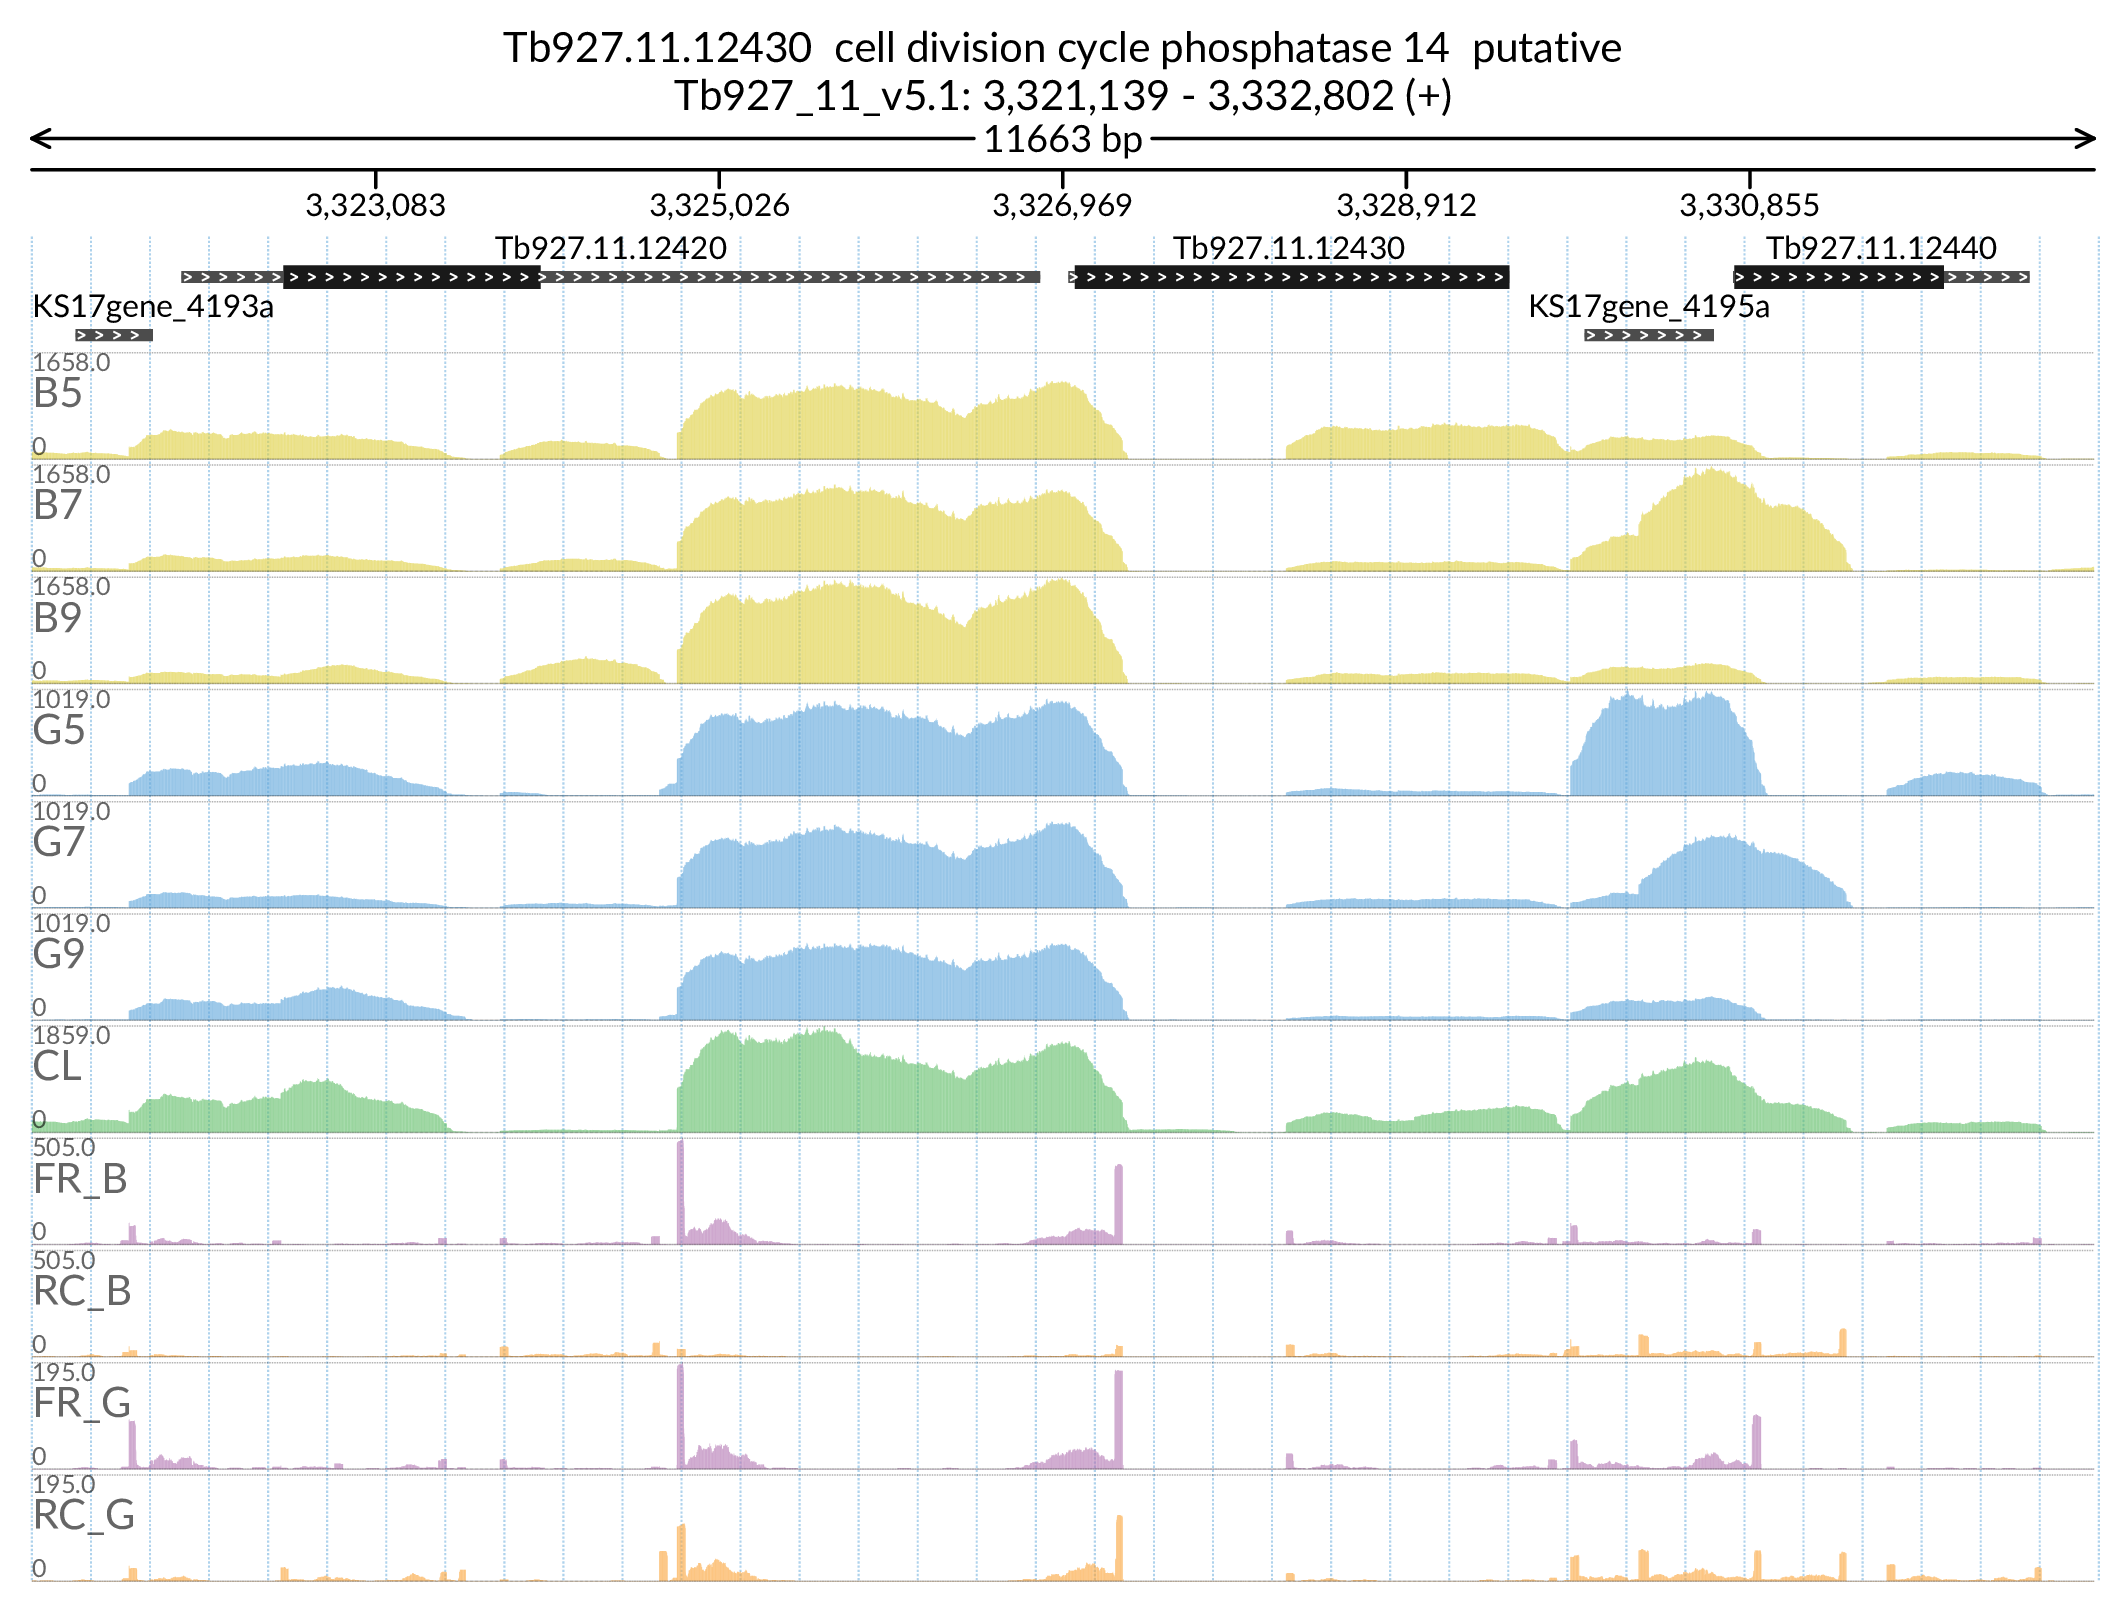 Tb927.11.12430 cell division cycle phosphatase 14 putative
Tb927_11_v5.1: 3,321,139 - 3,332,802 (+)
11663 bp
3,323,083 3,325,026 3,326,969 3,328,912 3,330,855
Tb927.11.12420 Tb927.11.12430 Tb927.11.12440
KS17gene_4193a KS17gene_4195a
1658.0
B5
0
1658.0
B7
0
1658.0
B9
0
1019.0
G5
0
1019.0
G7
0
1019.0
G9
0
1859.0
CL
0
505.0
FR_B
0
505.0
RC_B
0
195.0
FR_G
0
195.0
RC_G
0